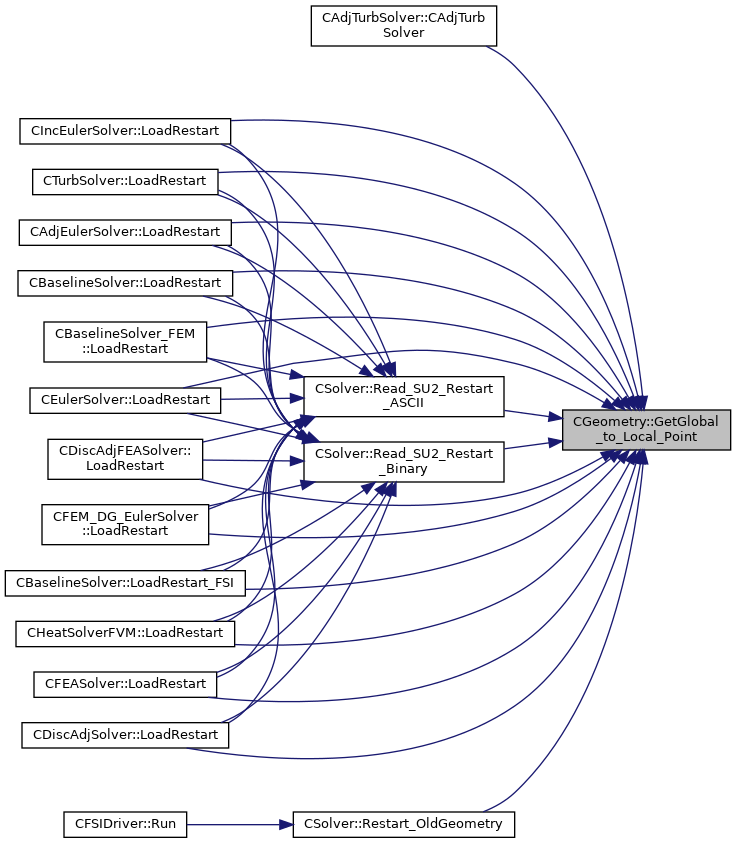 CAdjTurbSolver::CAdjTurb
Solver
CIncEulerSolver::LoadRestart
CTurbSolver::LoadRestart
CAdjEulerSolver::LoadRestart
CBaselineSolver::LoadRestart
CBaselineSolver_FEM
::LoadRestart
CEulerSolver::LoadRestart
CDiscAdjFEASolver::
LoadRestart
CFEM_DG_EulerSolver
::LoadRestart
CBaselineSolver::LoadRestart_FSI
CHeatSolverFVM::LoadRestart
CFEASolver::LoadRestart
CDiscAdjSolver::LoadRestart
CFSIDriver::Run
CSolver::Read_SU2_Restart
_ASCII
CSolver::Read_SU2_Restart
_Binary
CSolver::Restart_OldGeometry
CGeometry::GetGlobal
_to_Local_Point